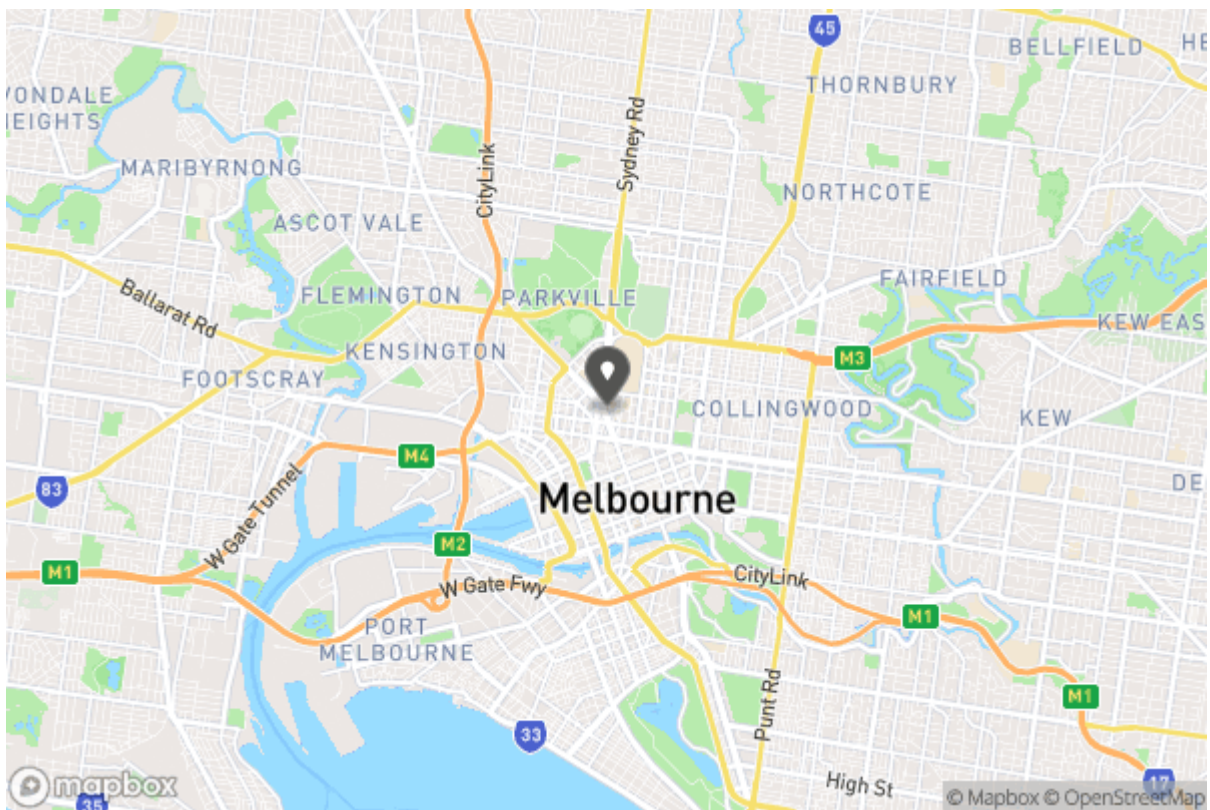 45
BELLFIELD
HE
THORNBURY
VONDALE
HEIGHTS
Sydney Rd
MARIBYRNONG
CityLink
NORTHCOTE
ASCOT VALE
FAIRFIELD
Ballarat Rd
FLEMINGTON
PARKVILLE
KEW EAS
KENSINGTON
M3
FOOTSCRAY
COLLINGWOOD
KEW
M4
83
W Gate Tunnel
Melbourne
DE
M2
M1
W Gate Fwy
CityLink
M1
PORT
MELBOURNE
Punt Rd
M1
33
High St
17
mapbox
35
© Mapbox © OpenStreetMap